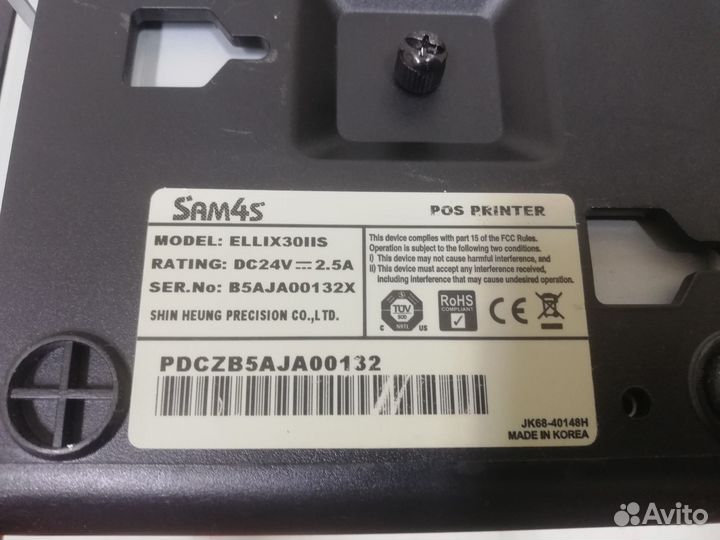 SAM4S
POS PRINTER
MODEL: ELLIX30IIS
RATING: DC24V 2.5A
SER.No: B5AJA00132X
SHIN HEUNG PRECISION CO.,LTD.
This device complies with part 15 of the FCC Rules.
Operation is subject to the following two conditions.
I) This device may not cause harmful interference, and
II) This device must accept any interference received,
including interference that may cause undesired operation.
C TÜV US
NRTL
RoHS
COMPLIANT
CE
PDCZB5AJA00132
JK68-40148H
MADE IN KOREA
Avito